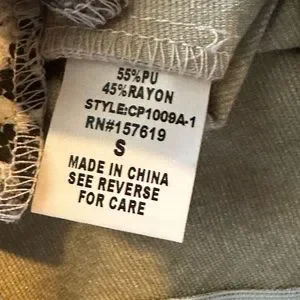 55%PU
45%RAYON
STYLE:CP1009A-1
RN#157619
S
MADE IN CHINA
SEE REVERSE
FOR CARE